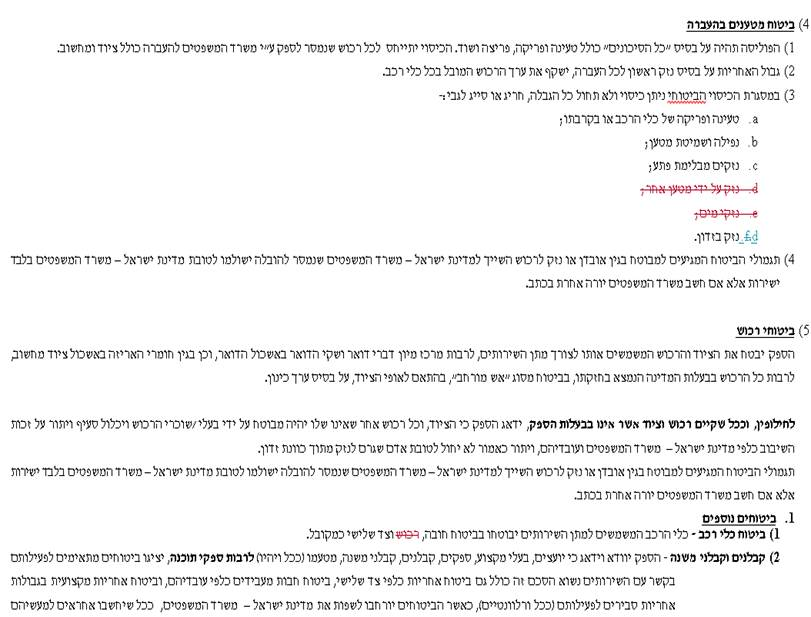 4) ביטוח מטענים בהעברה
1) הפוליסה תהיה על בסיס "כל הסיכונים" כולל טעינה ופריקה, פריצה ושוד. הכיסוי יתייחס לכל רכוש שנמסר לספק ע"י משרד המשפטים להעברה כולל ציוד ומחשוב.
2) גבול האחריות על בסיס נזק ראשון לכל העברה, ישקף את ערך הרכוש המובל בכל כלי רכב.
3) במסגרת הכיסוי הביטוחי ניתן כיסוי ולא תחול כל הגבלה, חריג או סייג לגבי:-
a. טעינה ופריקה של כלי הרכב או בקרבתו;
b. נפילה ושמיטת מטען;
c. נזקים מבלימת פתע;
d. נזק על ידי מטען אחר;
e. נזקי מים;
d.f. נזק בזדון.
4) תגמולי הביטוח המגיעים למבוטח בגין אובדן או נזק לרכוש השייך למדינת ישראל – משרד המשפטים שנמסר להובלה ישולמו לטובת מדינת ישראל – משרד המשפטים בלבד
ישירות אלא אם חשב משרד המשפטים יורה אחרת בכתב.
5) ביטוחי רכוש
הספק יבטח את הציוד והרכוש המשמשים אותו לצורך מתן השירותים, לרבות מרכז מיון דברי דואר ושקי הדואר באשכול הדואר, וכן בגין חומרי האריזה באשכול ציוד מחשוב,
לרבות כל הרכוש בבעלות המדינה הנמצא בחזקתו, בביטוח מסוג "אש מורחב", בהתאם לאופי הציוד, על בסיס ערך כינון.
לחילופין, וככל שקיים רכוש וציוד אשר אינו בבעלות הספק, ידאג הספק כי הציוד, וכל רכוש אחר שאינו שלו יהיה מבוטח על ידי בעלי/שוכרי הרכוש ויכלול סעיף ויתור על זכות
השיבוב כלפי מדינת ישראל – משרד המשפטים ועובדיהם, ויתור כאמור לא יחול לטובת אדם שגרם לנזק מתוך כוונת זדון.
תגמולי הביטוח המגיעים למבוטח בגין אובדן או נזק לרכוש השייך למדינת ישראל – משרד המשפטים שנמסר להובלה ישולמו לטובת מדינת ישראל – משרד המשפטים בלבד ישירות
אלא אם חשב משרד המשפטים יורה אחרת בכתב.
1. ביטוחים נוספים
1) ביטוח כלי רכב - כלי הרכב המשמשים למתן השירותים יבוטחו בביטוח חובה, רכוש וצד שלישי כמקובל.
2) קבלנים וקבלני משנה - הספק יוודא וידאג כי יועצים, בעלי מקצוע, ספקים, קבלנים, קבלני משנה, מטעמו (ככל ויהיו) לרבות ספקי תוכנה, יציגו ביטוחים מתאימים לפעילותם
בקשר עם השירותים נשוא הסכם זה כולל גם ביטוח אחריות כלפי צד שלישי, ביטוח חבות מעבידים כלפי עובדיהם, וביטוח אחריות מקצועית בגבולות
אחריות סבירים לפעילותם (ככל ורלוונטיים), כאשר הביטוחים יורחבו לשפות את מדינת ישראל – משרד המשפטים, ככל שיחשבו אחראים למעשיהם